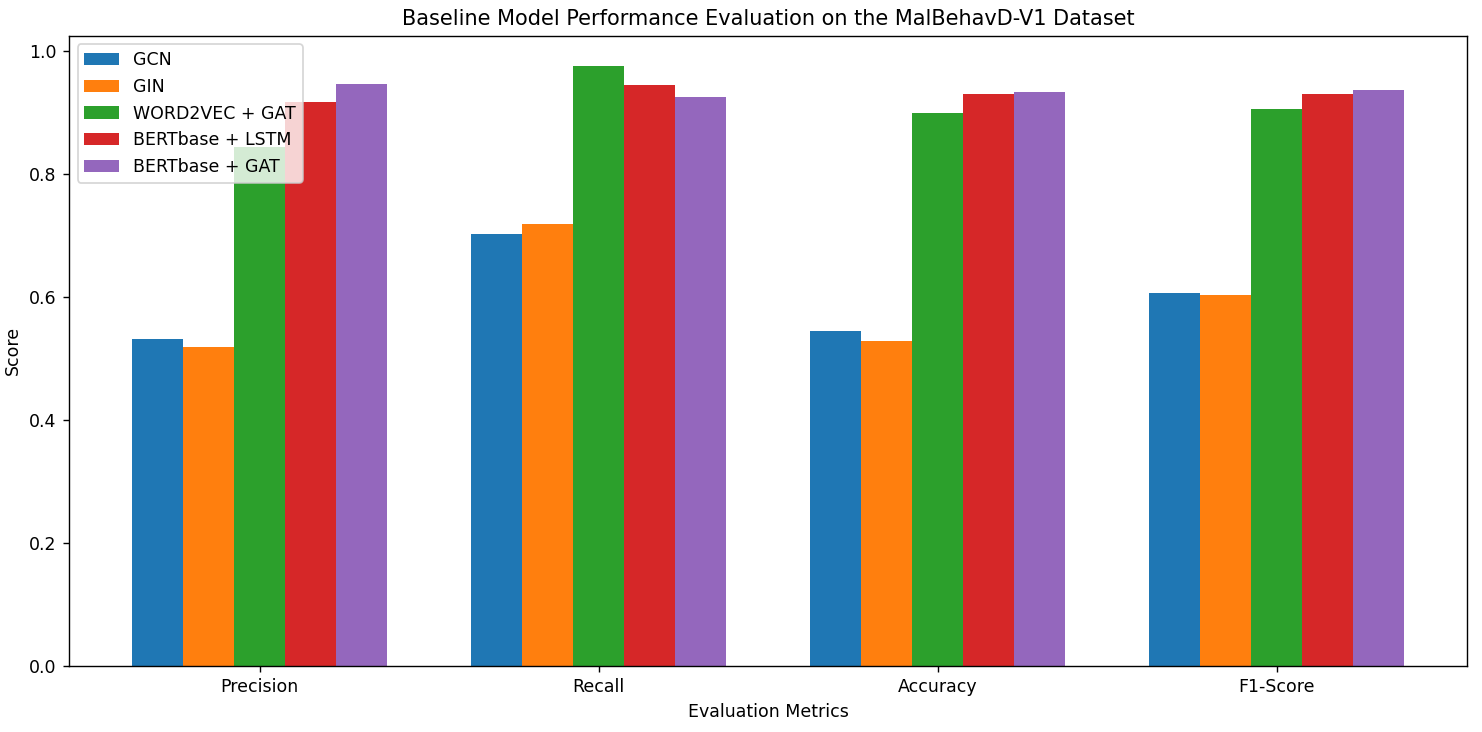 Baseline Model Performance Evaluation on the MalBehavD-V1 Dataset
GCN
GIN
WORD2VEC + GAT
BERTbase + LSTM
BERTbase + GAT
Score
1.0
0.8
0.6
0.4
0.2
0.0
Precision
Recall
Accuracy
F1-Score
Evaluation Metrics